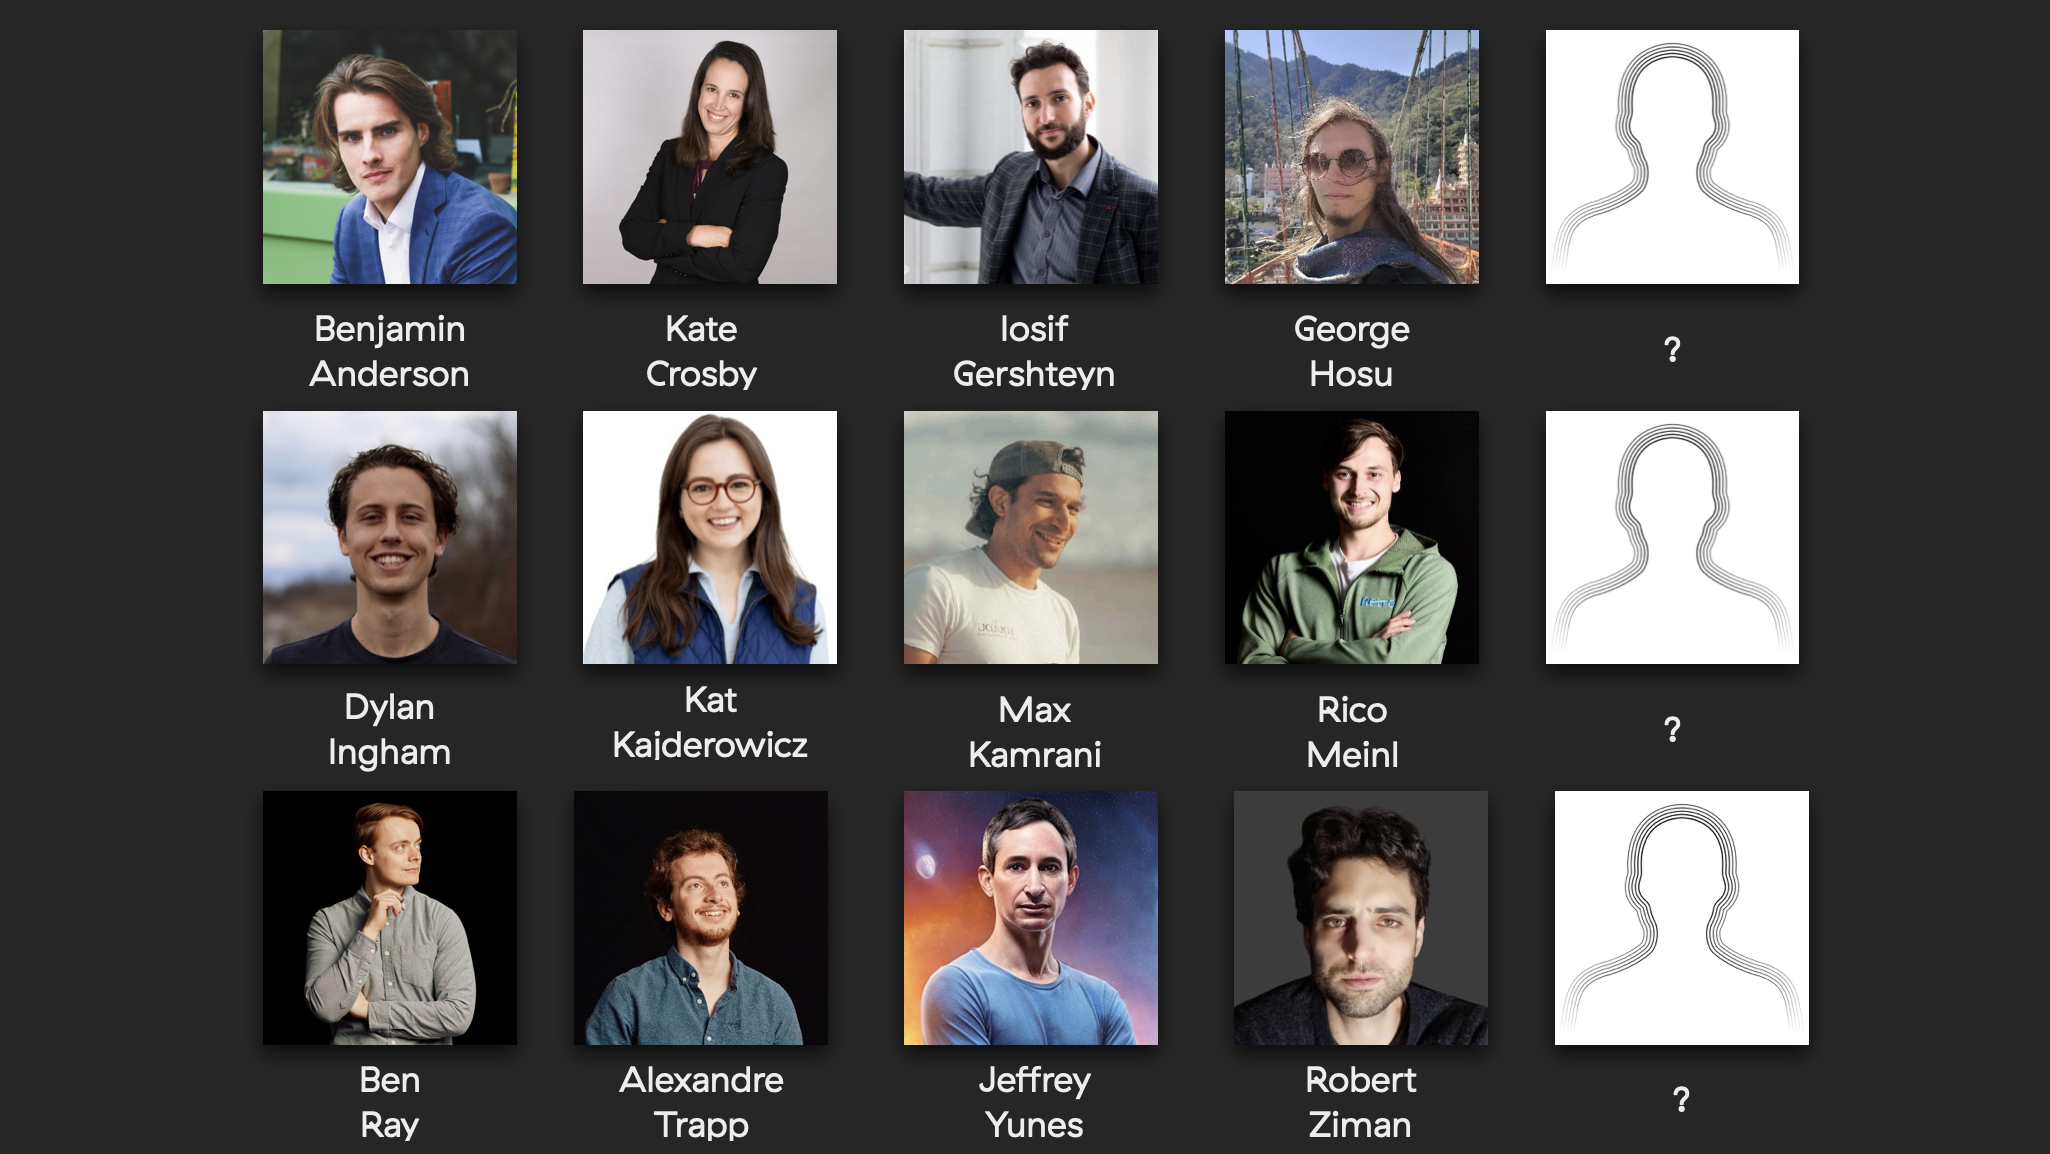 Benjamin
Anderson
Kate
Crosby
Iosif
Gershteyn
George
Hosu
?
Dylan
Ingham
Kat
Kajderowicz
Max
Kamrani
Retro
Rico
Meinl
?
Ben
Ray
Alexandre
Trapp
Jeffrey
Yunes
Robert
Ziman
?